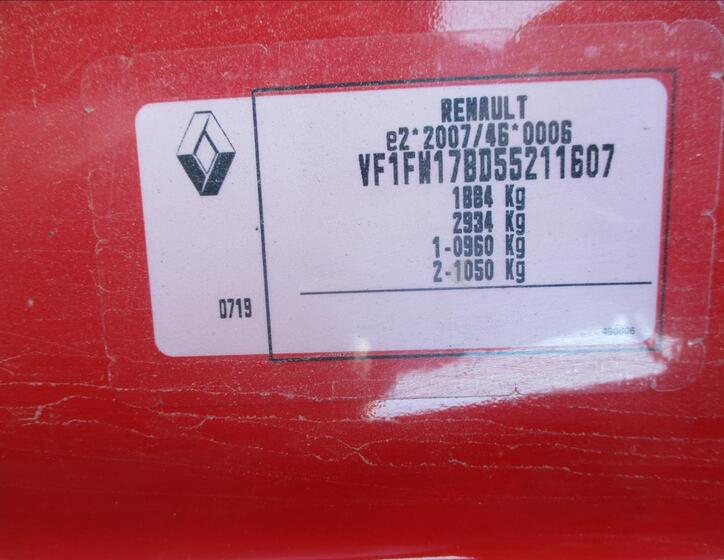 RENAULT
e2*2007/46*0006
VF1FW17BD55211607
1884 Kg
2934 Kg
1-0960 Kg
2-1050 Kg
0719